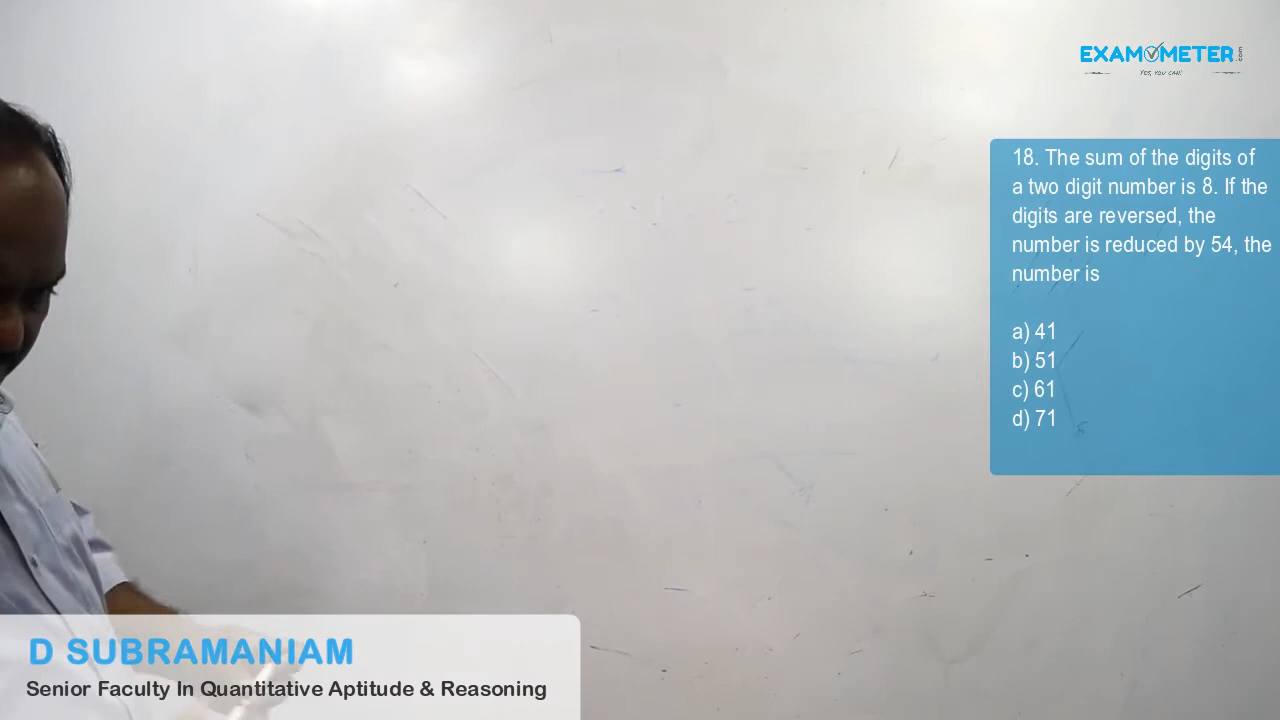 EXAMOMETER.com
YES, YOU CAN!
18. The sum of the digits of
a two digit number is 8. If the
digits are reversed, the
number is reduced by 54, the
number is
a) 41
b) 51
c) 61
d) 71
D SUBRAMANIAM
Senior Faculty In Quantitative Aptitude & Reasoning